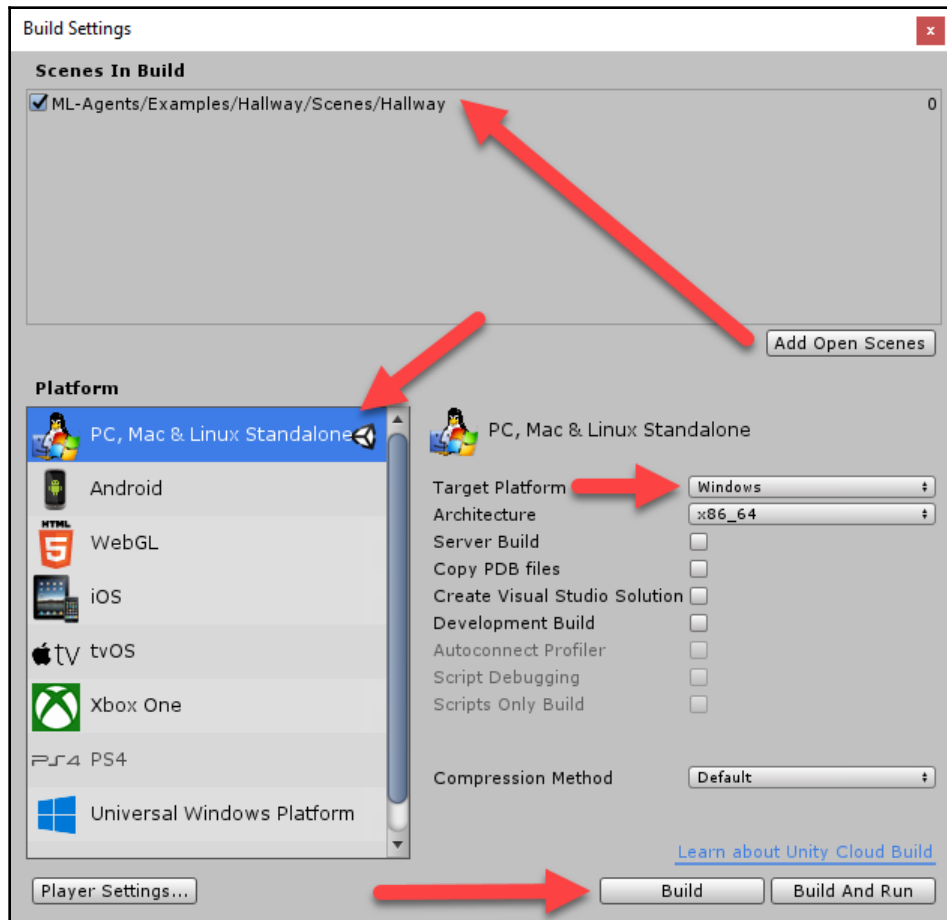 Build Settings
x
Scenes In Build
ML-Agents/Examples/Hallway/Scenes/Hallway 0
Add Open Scenes
Platform
PC, Mac & Linux Standalone
Android
HTML
5
WebGL
iOS
tv tvOS
Xbox One
PS4 PS4
Universal Windows Platform
PC, Mac & Linux Standalone
Target Platform Windows
Architecture x86_64
Server Build
Copy PDB files
Create Visual Studio Solution
Development Build
Autoconnect Profiler
Script Debugging
Scripts Only Build
Compression Method Default
Learn about Unity Cloud Build
Player Settings... Build Build And Run